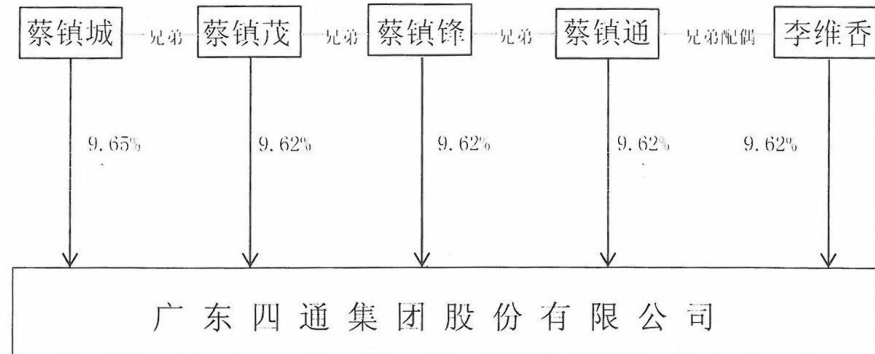 蔡镇城 兄弟 蔡镇茂 兄弟 蔡镇锋 兄弟 蔡镇通 兄弟配偶 李维香
9.65% 9.62% 9.62% 9.62% 9.62%
广东四通集团股份有限公司